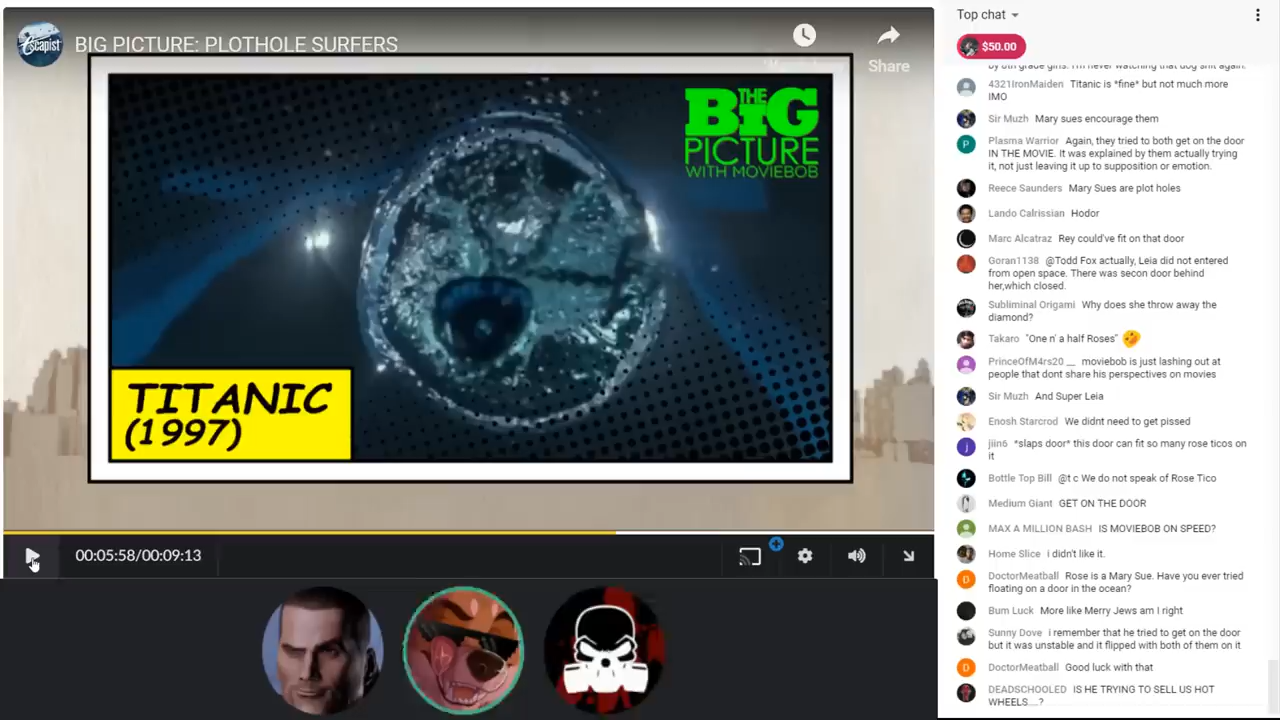 Escapist
BIG PICTURE: PLOTHOLE SURFERS
Share
THE
BiG
PICTURE
WITH MOVIEBOB
TITANIC
(1997)
00:05:58/00:09:13
Top chat
$50.00
by 8th grade girls. I'm never watching that dog shit again.
4321IronMaiden Titanic is *fine* but not much more
IMO
Sir Muzh Mary sues encourage them
Plasma Warrior Again, they tried to both get on the door
IN THE MOVIE. It was explained by them actually trying
it, not just leaving it up to supposition or emotion.
Reece Saunders Mary Sues are plot holes
Lando Calrissian Hodor
Marc Alcatraz Rey could've fit on that door
Goran1138 @Todd Fox actually, Leia did not entered
from open space. There was secon door behind
her,which closed.
Subliminal Origami Why does she throw away the
diamond?
Takaro "One n' a half Roses"
PrinceOfM4rs20 __ moviebob is just lashing out at
people that dont share his perspectives on movies
Sir Muzh And Super Leia
Enosh Starcrod We didnt need to get pissed
jiin6 *slaps door* this door can fit so many rose ticos on
it
Bottle Top Bill @t c We do not speak of Rose Tico
Medium Giant GET ON THE DOOR
MAX A MILLION BASH IS MOVIEBOB ON SPEED?
Home Slice i didn't like it.
DoctorMeatball Rose is a Mary Sue. Have you ever tried
floating on a door in the ocean?
Bum Luck More like Merry Jews am I right
Sunny Dove i remember that he tried to get on the door
but it was unstable and it flipped with both of them on it
DoctorMeatball Good luck with that
DEADSCHOOLED IS HE TRYING TO SELL US HOT
WHEELS....?